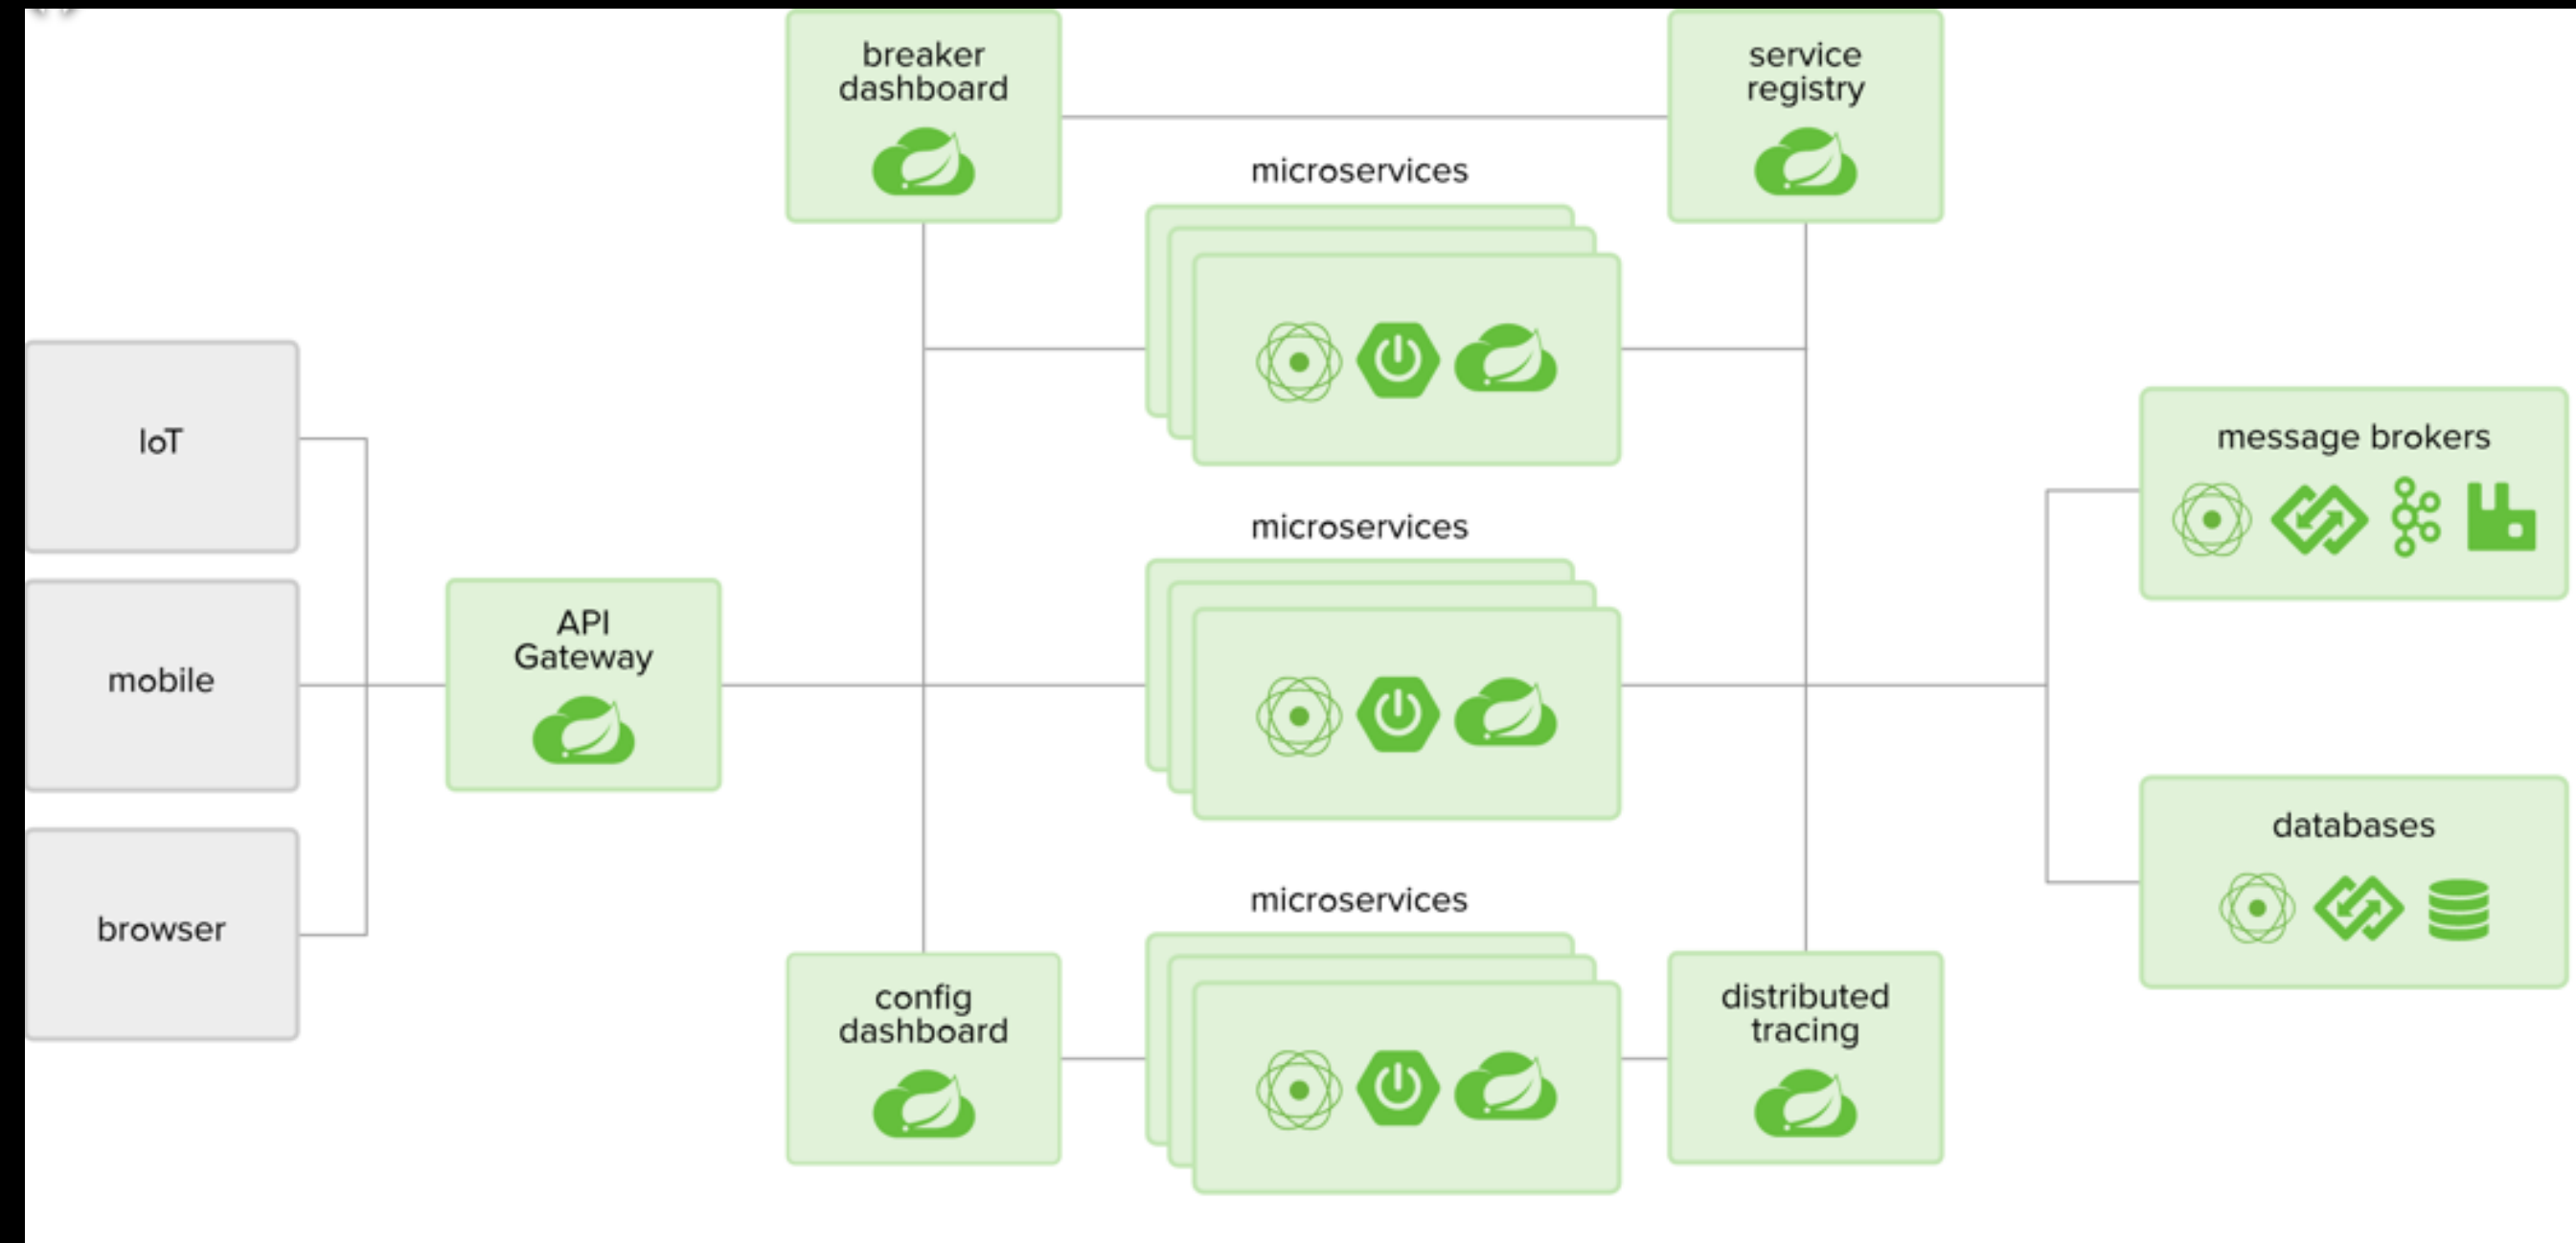 breaker
dashboard
service
registry
microservices
IoT
message brokers
microservices
API
Gateway
mobile
databases
microservices
browser
config
dashboard
distributed
tracing